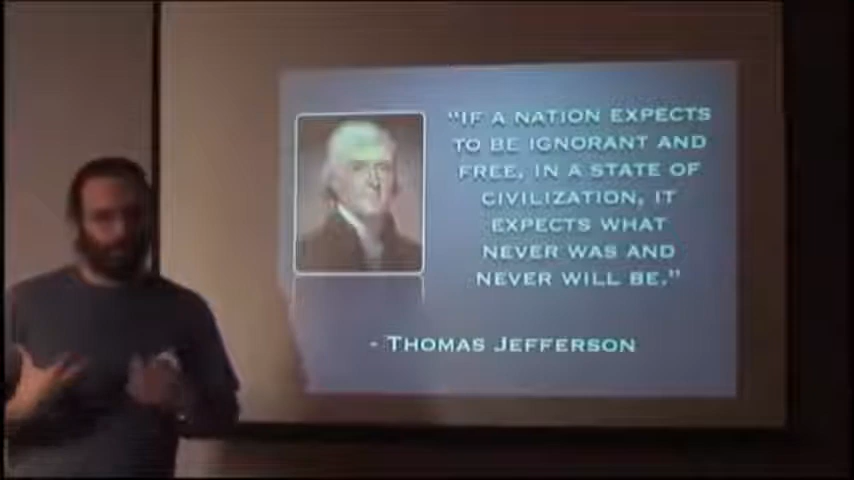 "IF A NATION EXPECTS
TO BE IGNORANT AND
FREE, IN A STATE OF
CIVILIZATION, IT
EXPECTS WHAT
NEVER WAS AND
NEVER WILL BE."
- THOMAS JEFFERSON